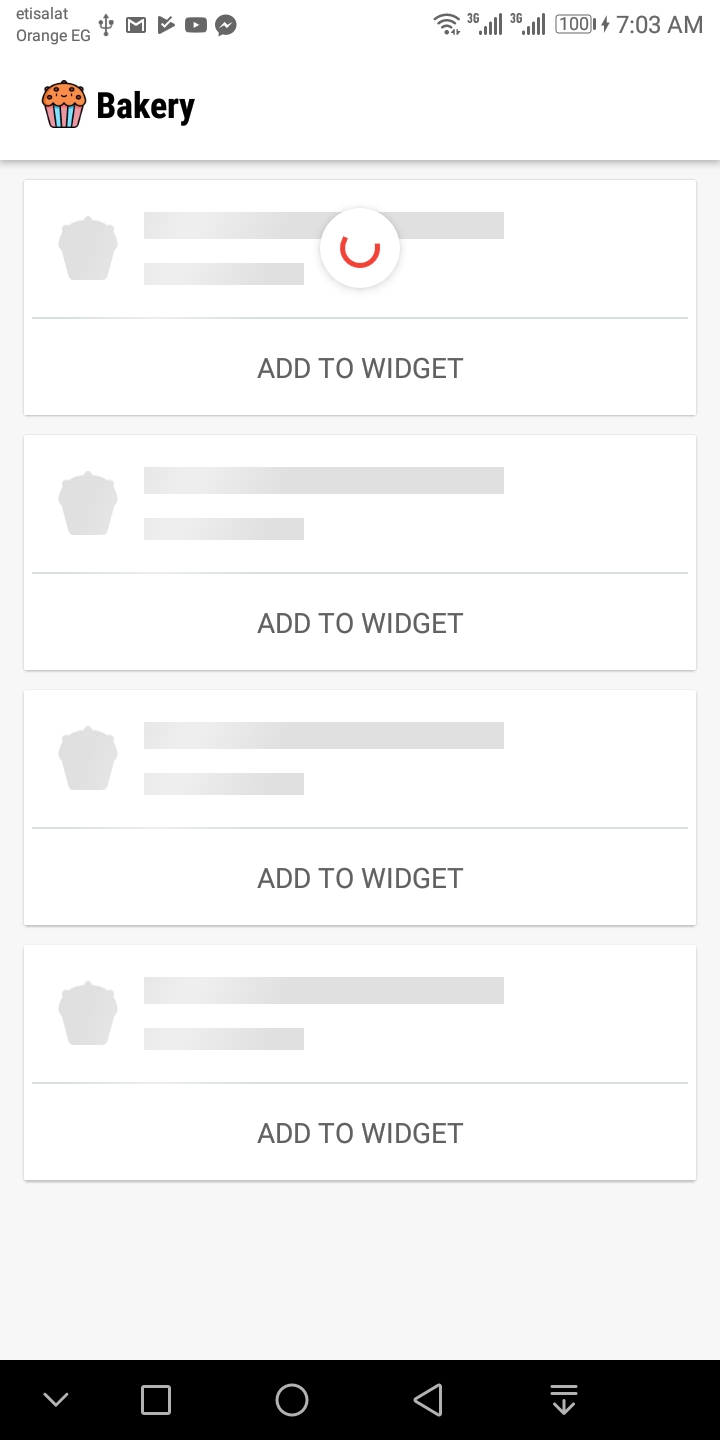 etisalat
Orange EG
3G 3G 100 7:03 AM
Bakery
ADD TO WIDGET
ADD TO WIDGET
ADD TO WIDGET
ADD TO WIDGET